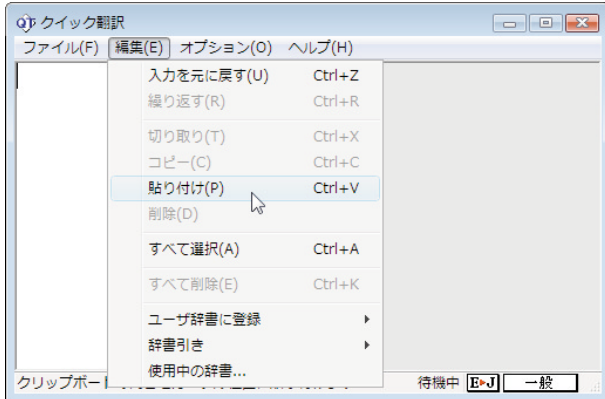 クイック翻訳
ファイル(F) 編集(E) オプション(O) ヘルプ(H)
入力を元に戻す(U) Ctrl+Z
繰り返す(R) Ctrl+R
切り取り(T) Ctrl+X
コピー(C) Ctrl+C
貼り付け(P) Ctrl+V
削除(D)
すべて選択(A) Ctrl+A
すべて削除(E) Ctrl+K
ユーザ辞書に登録
辞書引き
使用中の辞書...
クリップボー 待機中 E▸J 一般